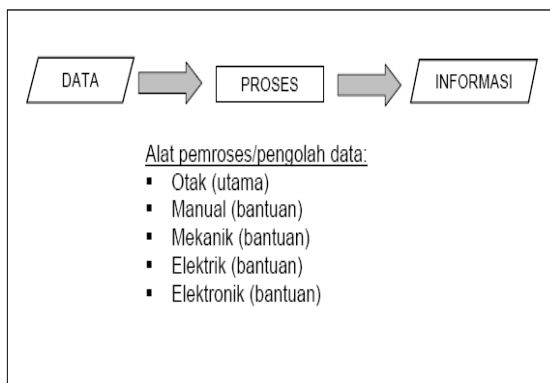 DATA PROSES INFORMASI
Alat pemroses/pengolah data:
▪ Otak (utama)
▪ Manual (bantuan)
▪ Mekanik (bantuan)
▪ Elektrik (bantuan)
▪ Elektronik (bantuan)